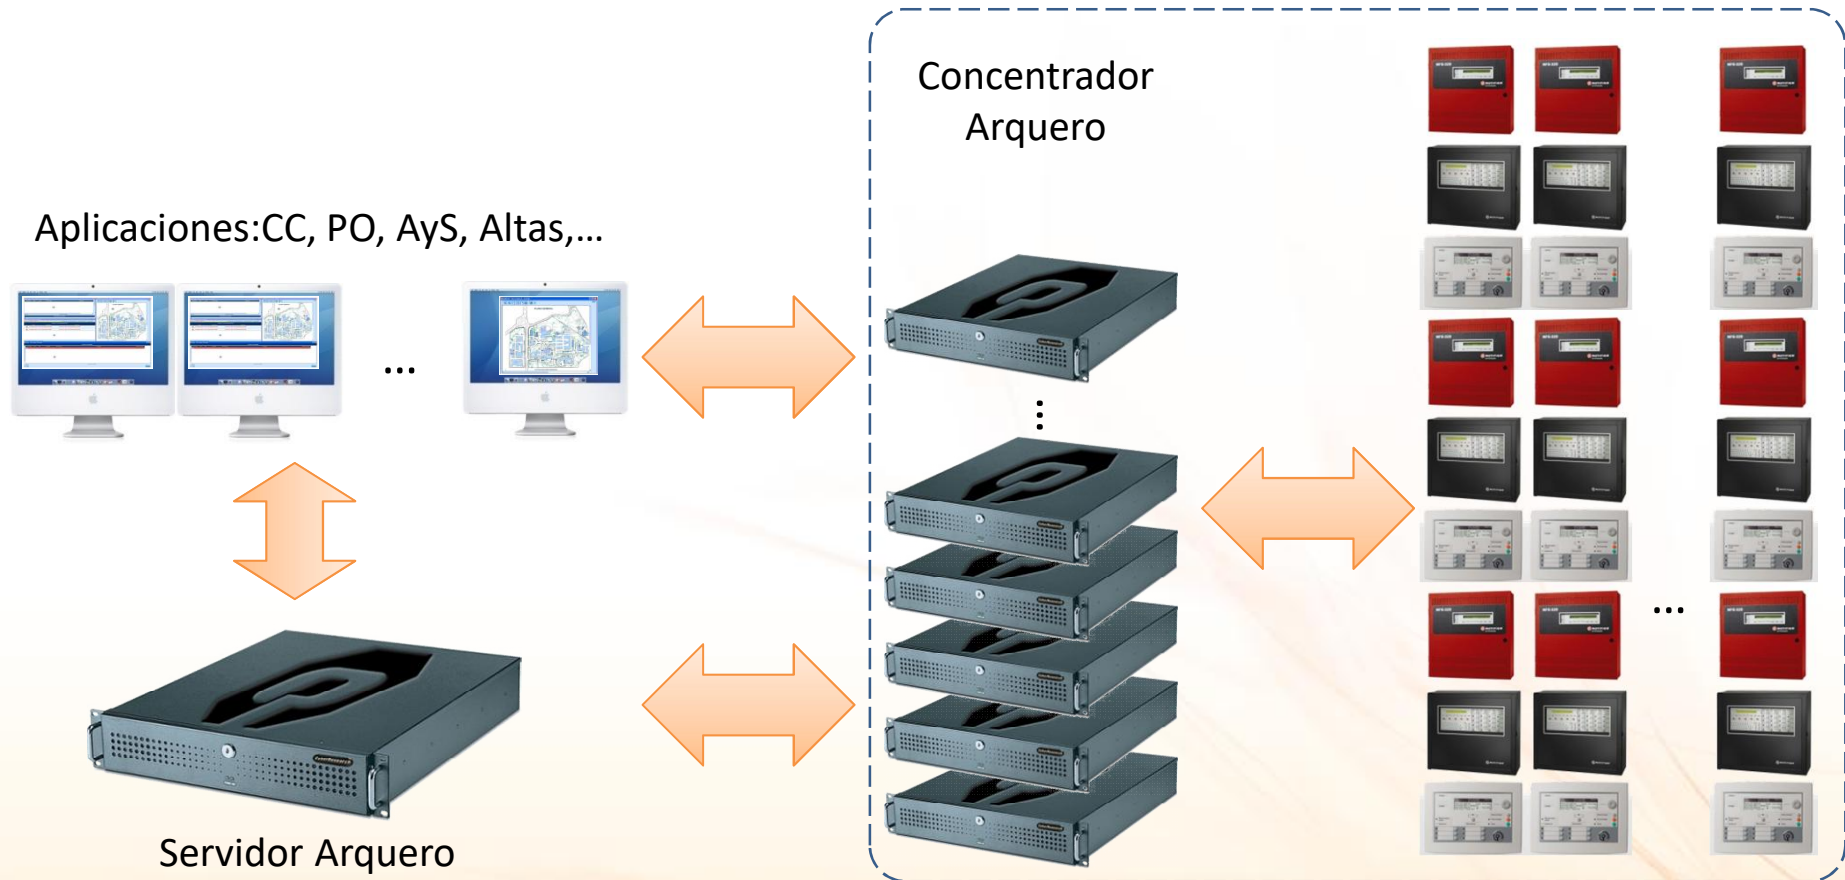 Concentrador
Arquero
Aplicaciones:CC, PO, AyS, Altas,...
...
...
...
Servidor Arquero